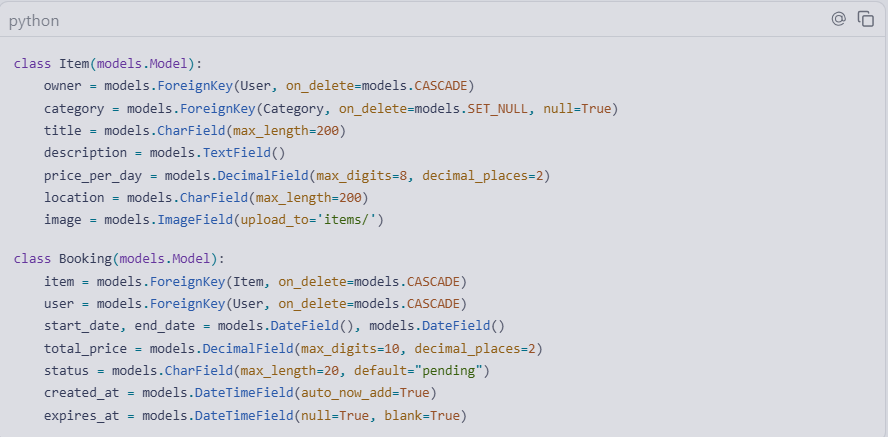 python
class Item(models.Model):
    owner = models.ForeignKey(User, on_delete=models.CASCADE)
    category = models.ForeignKey(Category, on_delete=models.SET_NULL, null=True)
    title = models.CharField(max_length=200)
    description = models.TextField()
    price_per_day = models.DecimalField(max_digits=8, decimal_places=2)
    location = models.CharField(max_length=200)
    image = models.ImageField(upload_to='items/')

class Booking(models.Model):
    item = models.ForeignKey(Item, on_delete=models.CASCADE)
    user = models.ForeignKey(User, on_delete=models.CASCADE)
    start_date, end_date = models.DateField(), models.DateField()
    total_price = models.DecimalField(max_digits=10, decimal_places=2)
    status = models.CharField(max_length=20, default="pending")
    created_at = models.DateTimeField(auto_now_add=True)
    expires_at = models.DateTimeField(null=True, blank=True)